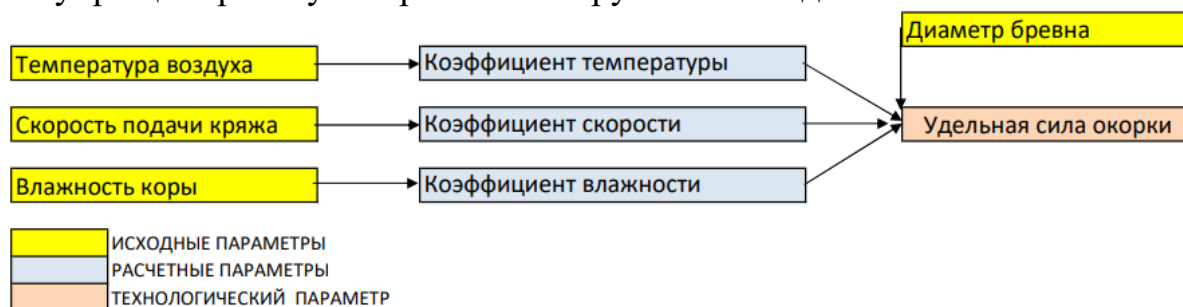 Диаметр бревна
Температура воздуха Коэффициент температуры
Скорость подачи кряжа Коэффициент скорости Удельная сила окорки
Влажность коры Коэффициент влажности
ИСХОДНЫЕ ПАРАМЕТРЫ
РАСЧЕТНЫЕ ПАРАМЕТРЫ
ТЕХНОЛОГИЧЕСКИЙ ПАРАМЕТР